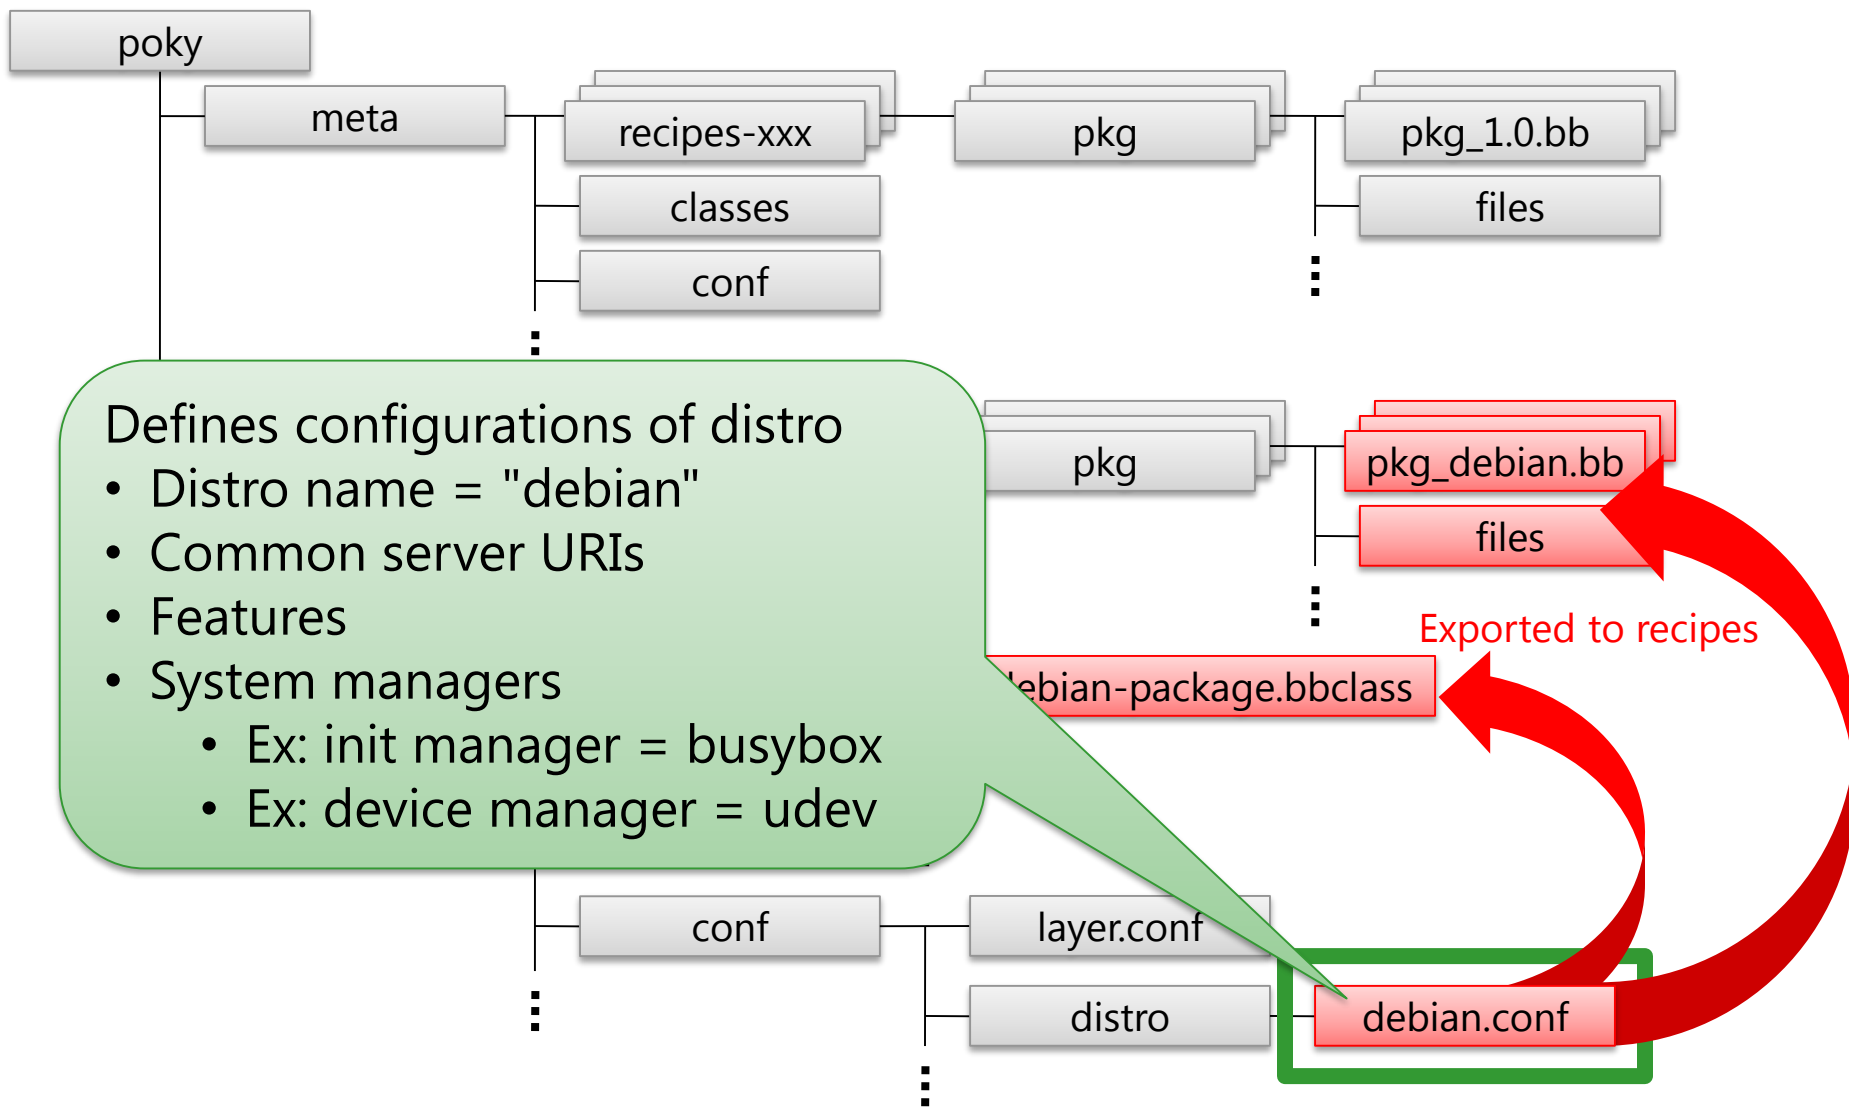 poky
meta
recipes-xxx
pkg
pkg_1.0.bb
classes
files
conf
Defines configurations of distro
• Distro name = "debian"
• Common server URIs
• Features
• System managers
• Ex: init manager = busybox
• Ex: device manager = udev
pkg
pkg_debian.bb
files
Exported to recipes
ebian-package.bbclass
conf
layer.conf
distro
debian.conf